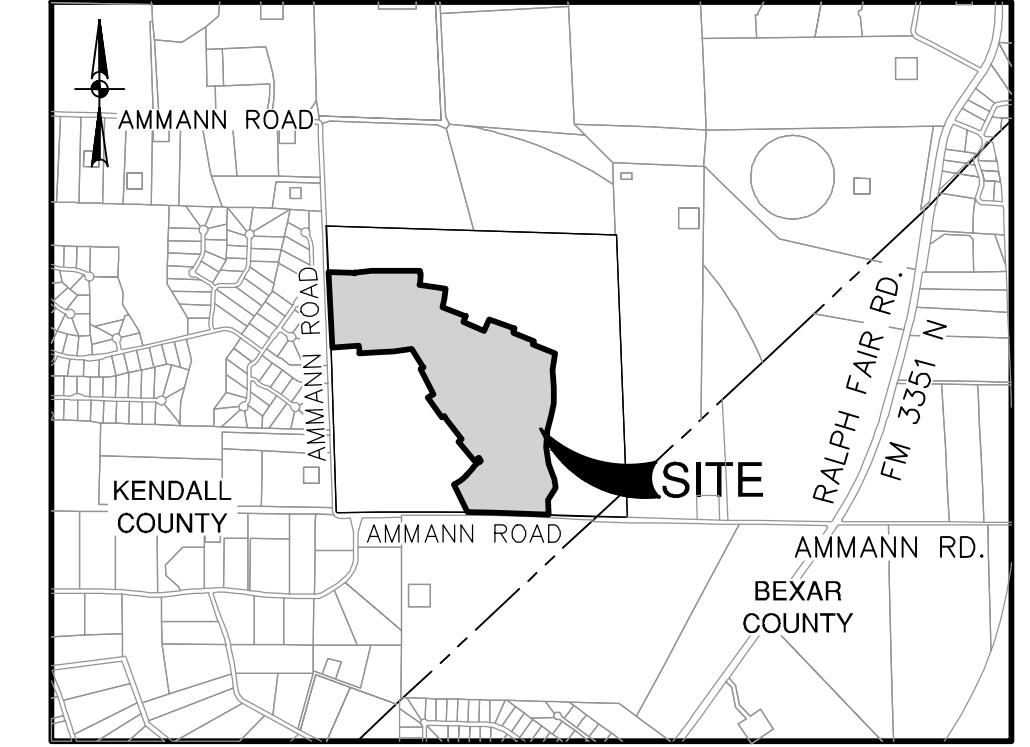 AMMANN ROAD
AMMANN ROAD
RALPH FAIR RD.
FM 3351 N
SITE
KENDALL
COUNTY
AMMANN ROAD
AMMANN RD.
BEXAR
COUNTY